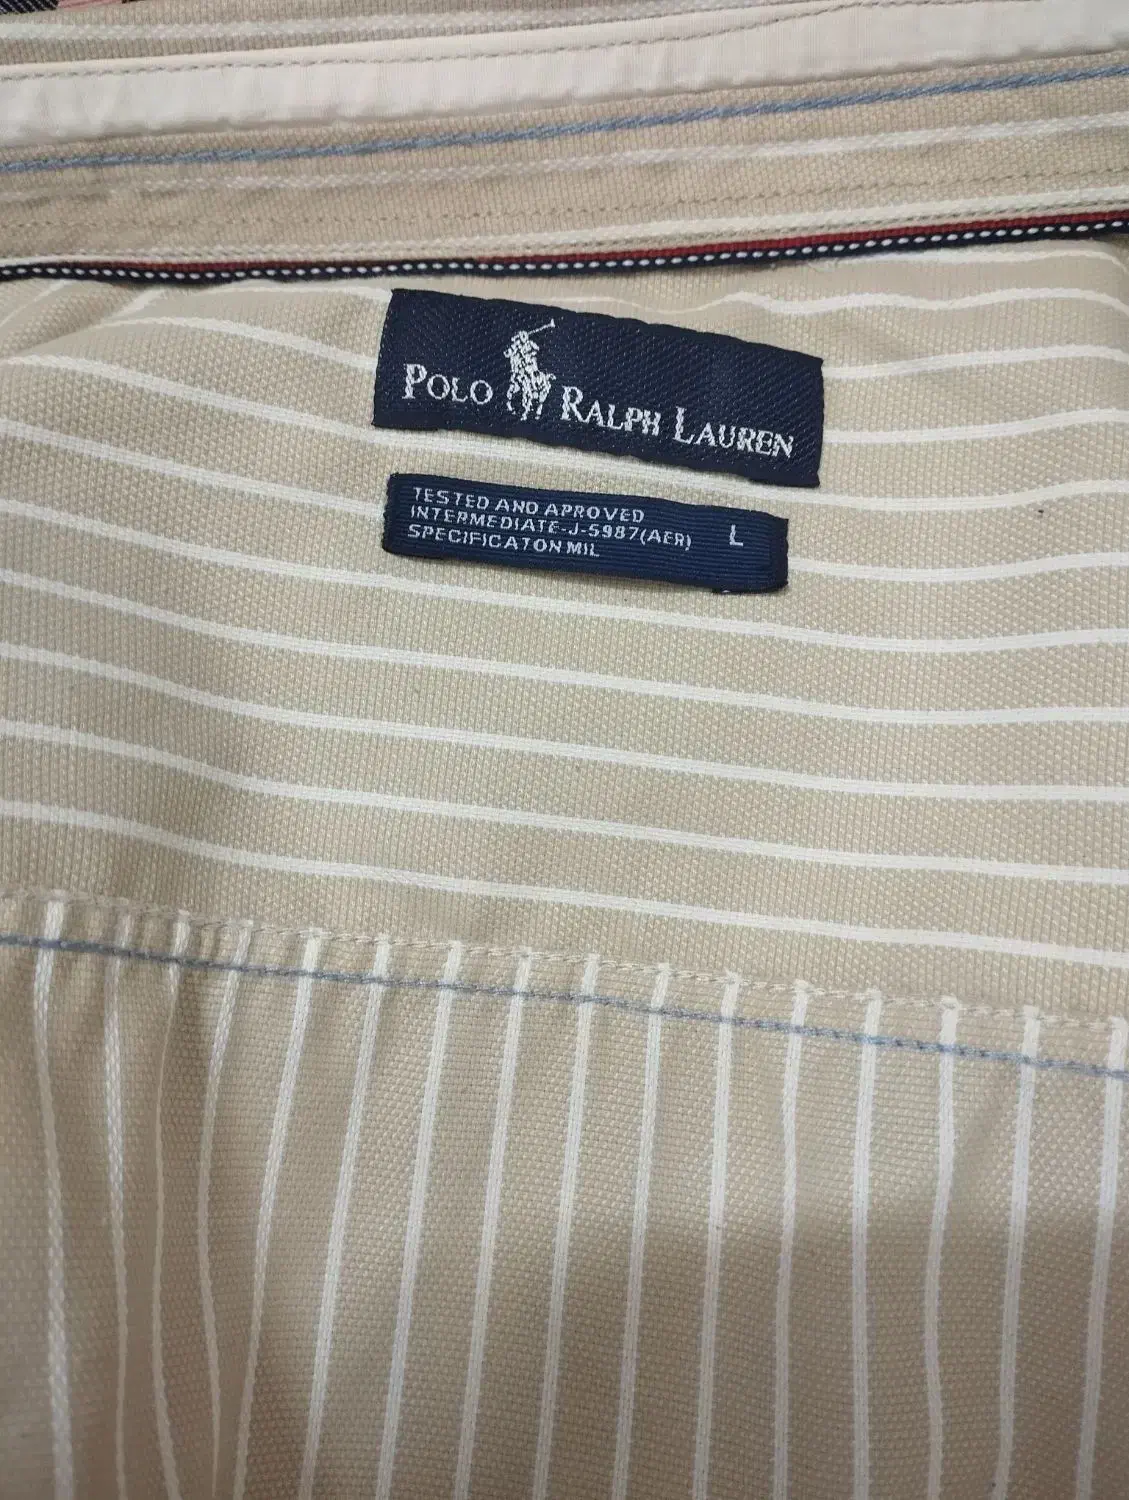 POLO RALPH LAUREN
TESTED AND APROVED
INTERMEDIATE-J-5987(AER) L
SPECIFICATON MIL